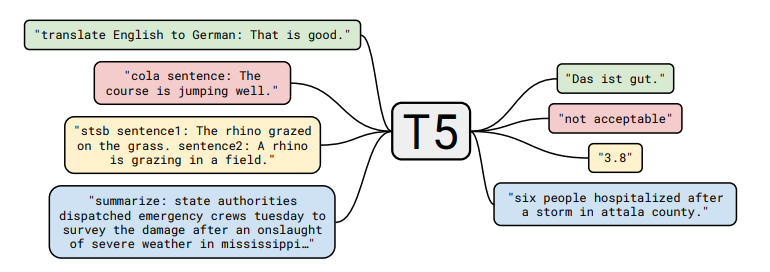 "translate English to German: That is good."
"cola sentence: The
course is jumping well."
"stsb sentence1: The rhino grazed
on the grass. sentence2: A rhino
is grazing in a field."
"summarize: state authorities
dispatched emergency crews tuesday to
survey the damage after an onslaught
of severe weather in mississippi…"
T5
"Das ist gut."
"not acceptable"
"3.8"
"six people hospitalized after
a storm in attala county."